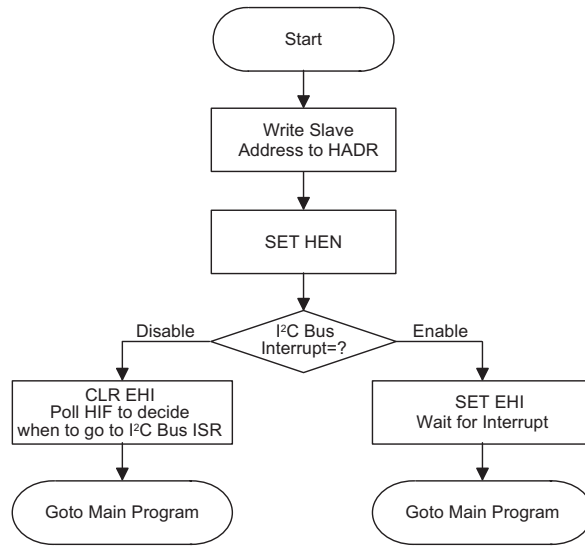 Start
Write Slave
Address to HADR
SET HEN
I²C Bus
Interrupt=?
Disable
Enable
CLR EHI
Poll HIF to decide
when to go to I²C Bus ISR
SET EHI
Wait for Interrupt
Goto Main Program
Goto Main Program